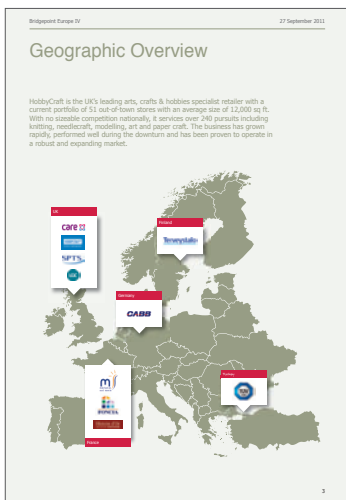 Bridgepoint Europe IV
27 September 2011
Geographic Overview
HobbyCraft is the UK's leading arts, crafts & hobbies specialist retailer with a
current portfolio of 51 out-of-town stores with an average size of 12,000 sq ft.
With no sizeable competition nationally, it services over 240 pursuits including
knitting, needlecraft, modelling, art and paper craft. The business has grown
rapidly, performed well during the downturn and has been proven to operate in
a robust and expanding market.
UK
care
SPTS
Finland
Terveystalo
Germany
CABB
Turkey
France
3